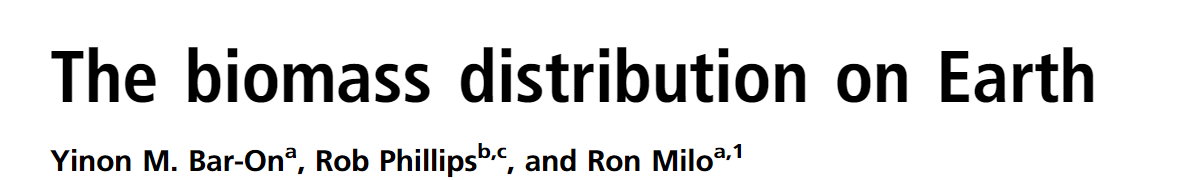 The biomass distribution on Earth
Yinon M. Bar-Onᵃ, Rob Phillipsᵇ,ᶜ, and Ron Miloᵃ,¹